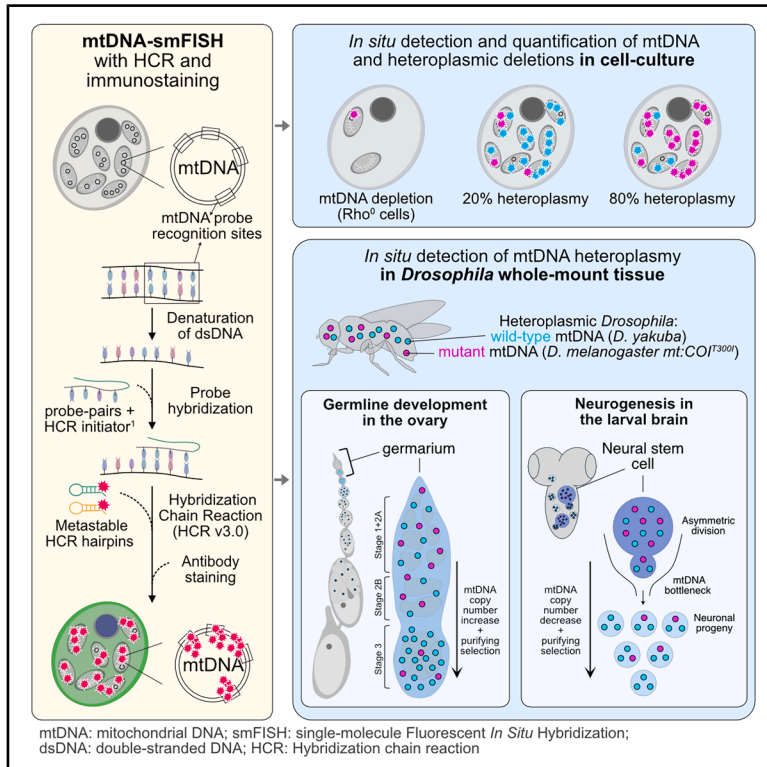 mtDNA-smFISH
with HCR and
immunostaining
mtDNA
mtDNA probe
recognition sites
Denaturation
of dsDNA
Probe
hybridization
probe-pairs +
HCR initiator¹
Metastable
HCR hairpins
Hybridization
Chain Reaction
(HCR v3.0)
Antibody
staining
mtDNA
In situ detection and quantification of mtDNA
and heteroplasmic deletions in cell-culture
mtDNA depletion
(Rho⁰ cells)
20% heteroplasmy
80% heteroplasmy
In situ detection of mtDNA heteroplasmy
in Drosophila whole-mount tissue
Heteroplasmic Drosophila:
wild-type mtDNA (D. yakuba)
mutant mtDNA (D. melanogaster mt:COIᵀ³⁰⁰ᴵ)
Germline development
in the ovary
germarium
Stage 1+2A
Stage 2B
Stage 3
mtDNA
copy
number
increase
+
purifying
selection
Neurogenesis in
the larval brain
Neural stem
cell
Asymmetric
division
mtDNA
bottleneck
mtDNA
copy
number
decrease
+
purifying
selection
Neuronal
progeny
mtDNA: mitochondrial DNA; smFISH: single-molecule Fluorescent In Situ Hybridization;
dsDNA: double-stranded DNA; HCR: Hybridization chain reaction